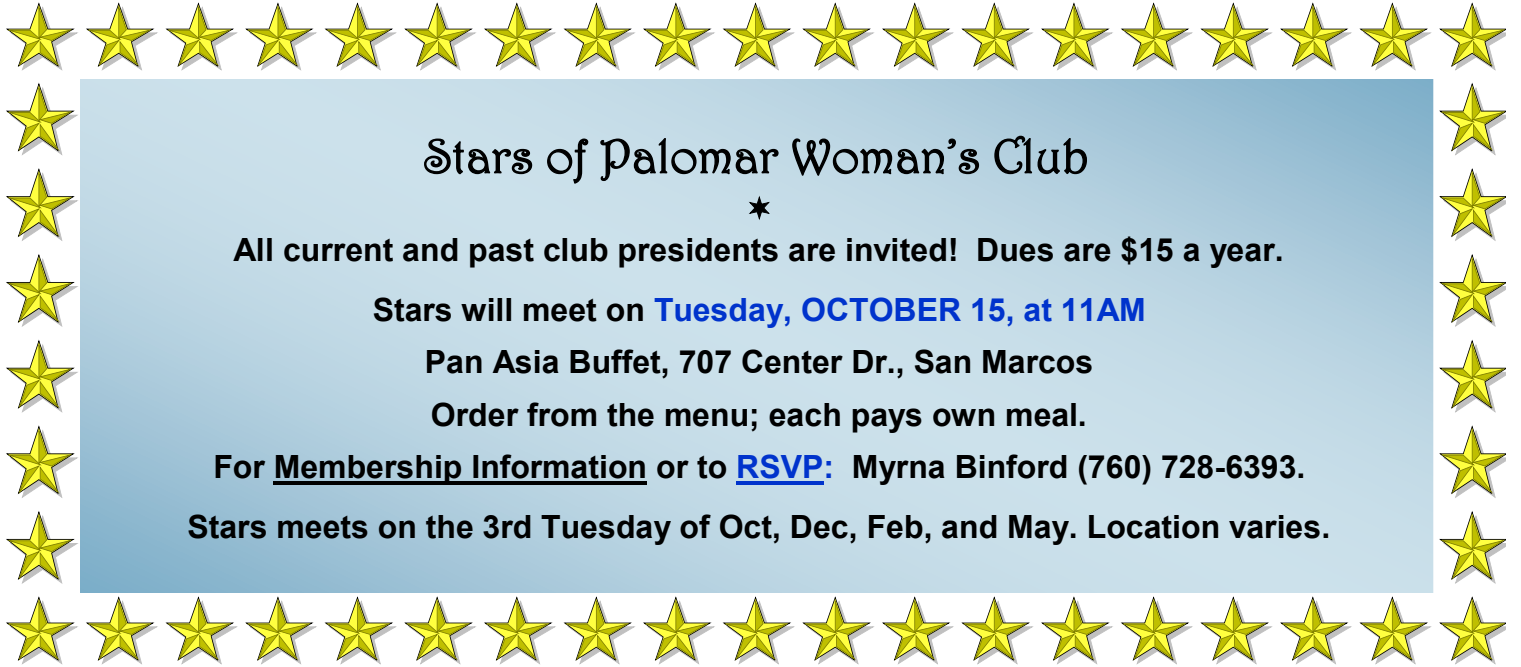 Stars of Palomar Woman's Club
✶
All current and past club presidents are invited!  Dues are $15 a year.
Stars will meet on Tuesday, OCTOBER 15, at 11AM
Pan Asia Buffet, 707 Center Dr., San Marcos
Order from the menu; each pays own meal.
For Membership Information or to RSVP:  Myrna Binford (760) 728-6393.
Stars meets on the 3rd Tuesday of Oct, Dec, Feb, and May. Location varies.